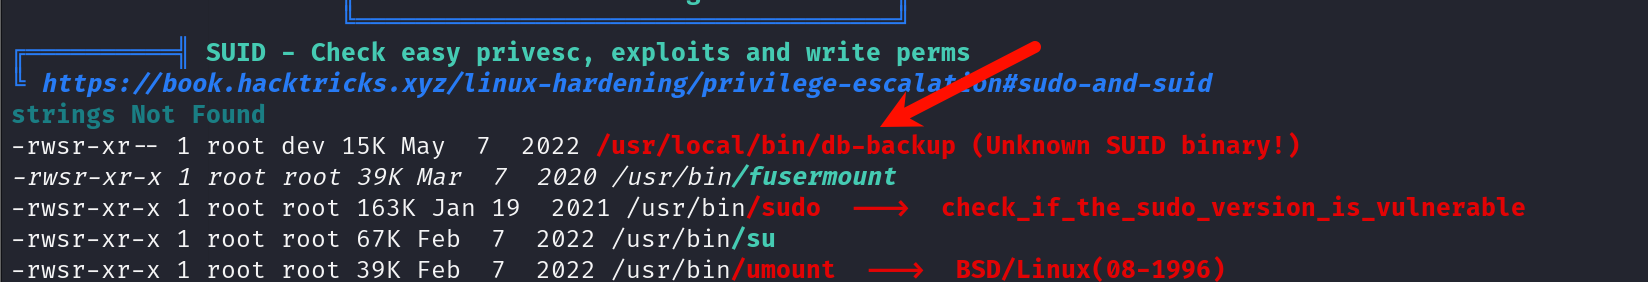 SUID - Check easy privesc, exploits and write perms
https://book.hacktricks.xyz/linux-hardening/privilege-escalation#sudo-and-suid
strings Not Found
-rwsr-xr-- 1 root dev 15K May  7  2022 /usr/local/bin/db-backup (Unknown SUID binary!)
-rwsr-xr-x 1 root root 39K Mar  7  2020 /usr/bin/fusermount
-rwsr-xr-x 1 root root 163K Jan 19  2021 /usr/bin/sudo  --->  check_if_the_sudo_version_is_vulnerable
-rwsr-xr-x 1 root root 67K Feb  7  2022 /usr/bin/su
-rwsr-xr-x 1 root root 39K Feb  7  2022 /usr/bin/umount  --->  BSD/Linux(08-1996)